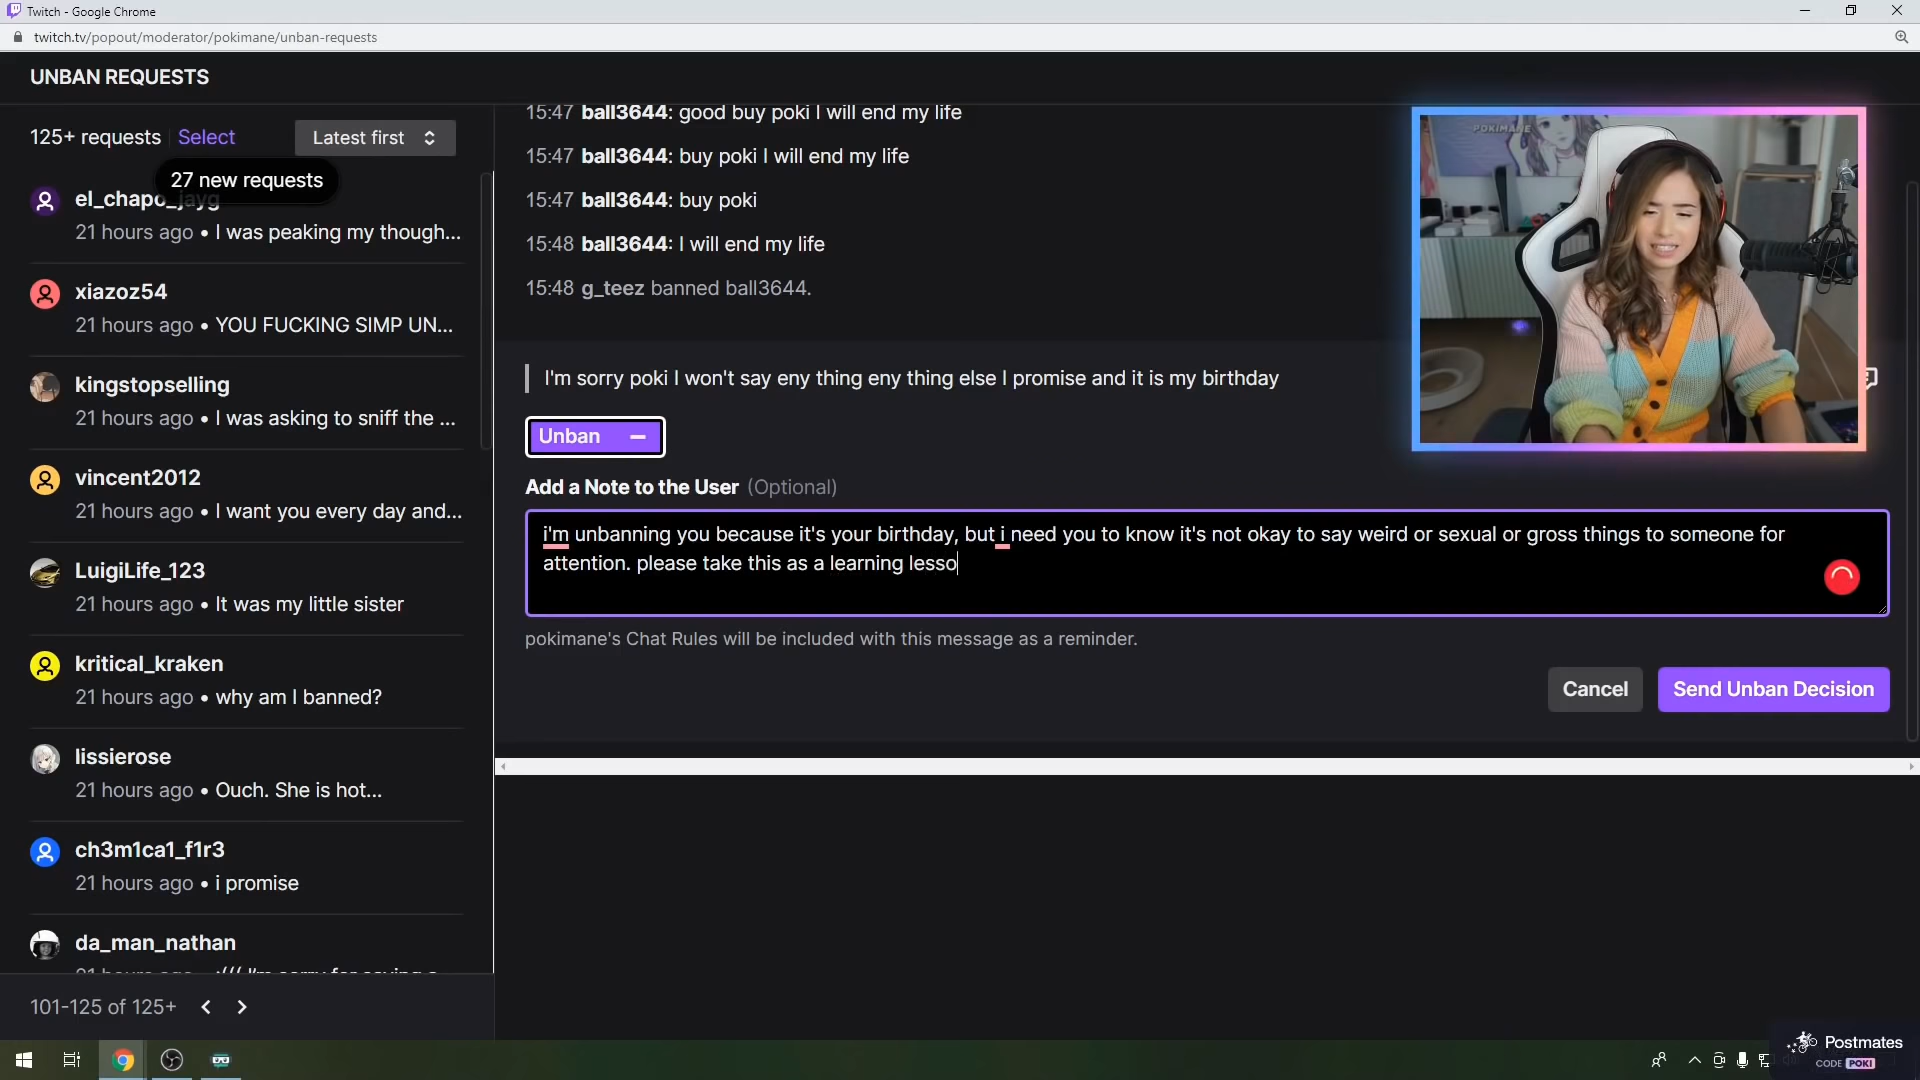 Twitch - Google Chrome
twitch.tv/popout/moderator/pokimane/unban-requests
UNBAN REQUESTS
125+ requests Select Latest first
27 new requests
el_chapo_jayg
21 hours ago • I was peaking my though...
xiazoz54
21 hours ago • YOU FUCKING SIMP UN...
kingstopselling
21 hours ago • I was asking to sniff the ...
vincent2012
21 hours ago • I want you every day and...
LuigiLife_123
21 hours ago • It was my little sister
kritical_kraken
21 hours ago • why am I banned?
lissierose
21 hours ago • Ouch. She is hot...
ch3m1ca1_f1r3
21 hours ago • i promise
da_man_nathan
101-125 of 125+
15:47 ball3644: good buy poki I will end my life
15:47 ball3644: buy poki I will end my life
15:47 ball3644: buy poki
15:48 ball3644: I will end my life
15:48 g_teez banned ball3644.
I'm sorry poki I won't say eny thing eny thing else I promise and it is my birthday
Unban
Add a Note to the User (Optional)
i'm unbanning you because it's your birthday, but i need you to know it's not okay to say weird or sexual or gross things to someone for
attention. please take this as a learning lesso
pokimane's Chat Rules will be included with this message as a reminder.
Cancel Send Unban Decision
POKIMANE
Postmates
CODE POKI